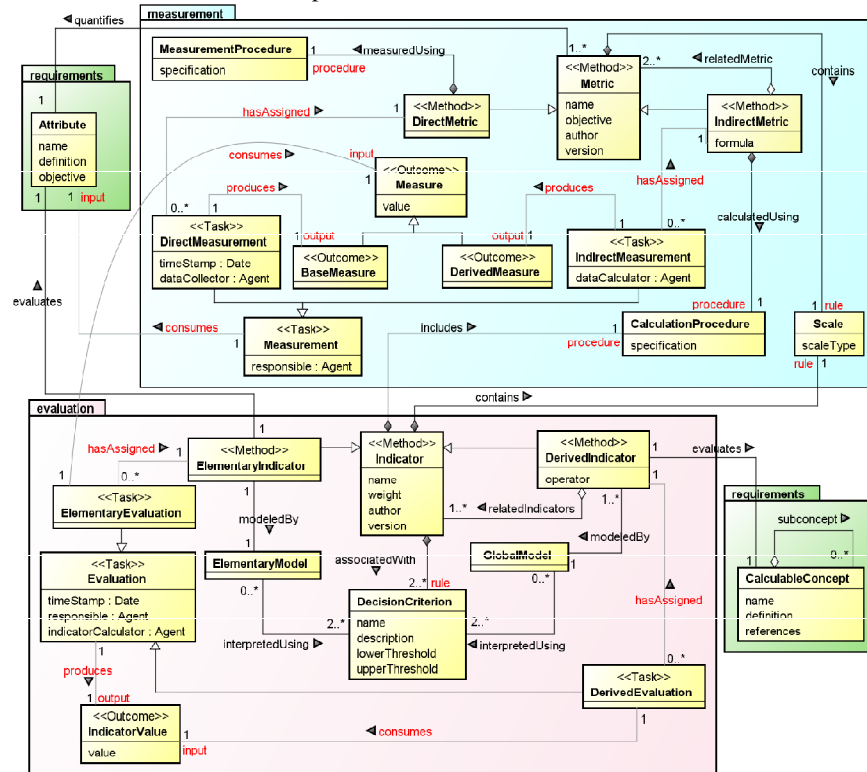 measurement
quantifies
MeasurementProcedure
specification
1
measuredUsing
procedure
1..*
<<Method>>
Metric
name
objective
author
version
2..*
relatedMetric
contains
requirements
1
Attribute
name
definition
objective
1
1
input
hasAssigned
1
<<Method>>
DirectMetric
<<Method>>
IndirectMetric
formula
1
consumes
input
1
<<Outcome>>
Measure
value
hasAssigned
produces
produces
0..*
1
<<Task>>
DirectMeasurement
timeStamp : Date
dataCollector : Agent
1
output
<<Outcome>>
BaseMeasure
output
1
<<Outcome>>
DerivedMeasure
1
0..*
<<Task>>
IndirectMeasurement
dataCalculator : Agent
calculatedUsing
evaluates
consumes
1
<<Task>>
Measurement
responsible : Agent
includes
1
procedure
procedure
1
CalculationProcedure
specification
1
rule
Scale
scaleType
rule
1
contains
evaluation
1
hasAssigned
1
<<Method>>
ElementaryIndicator
<<Method>>
Indicator
name
weight
author
version
<<Method>>
DerivedIndicator
operator
1
evaluates
1
0..*
1
<<Task>>
ElementaryEvaluation
1
modeledBy
1
1..*
relatedIndicators
1..*
modeledBy
1
requirements
subconcept
1
0..*
CalculableConcept
name
definition
references
<<Task>>
Evaluation
timeStamp : Date
responsible : Agent
indicatorCalculator : Agent
ElementaryModel
0..*
associatedWith
GlobalModel
0..*
2..*
rule
DecisionCriterion
name
description
lowerThreshold
upperThreshold
2..*
2..*
interpretedUsing
interpretedUsing
hasAssigned
0..*
<<Task>>
DerivedEvaluation
1
1
produces
1
output
<<Outcome>>
IndicatorValue
value
1
input
consumes